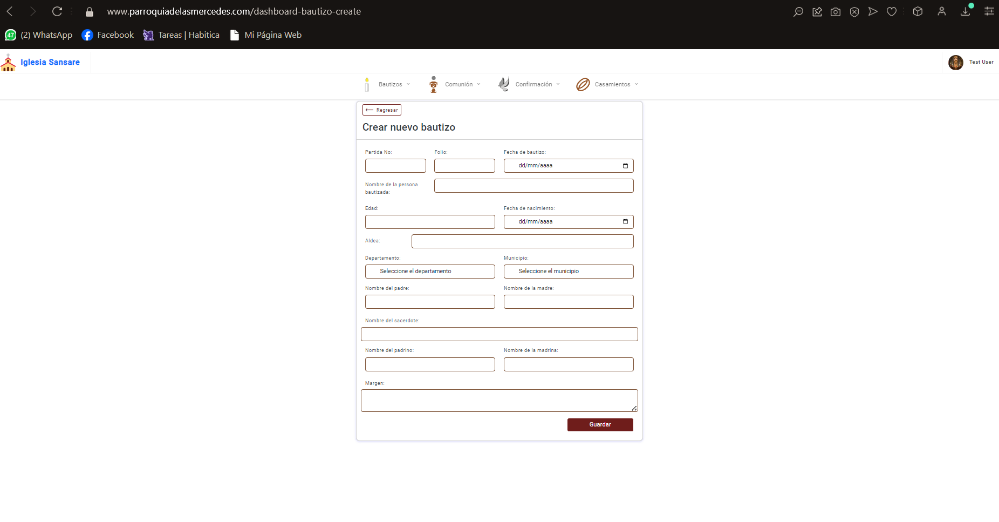 www.parroquiadelasmercedes.com/dashboard-bautizo-create
47 (2) WhatsApp Facebook Tareas | Habitica Mi Página Web
Iglesia Sansare Test User
Bautizos Comunión Confirmación Casamientos
Regresar
Crear nuevo bautizo
Partida No: Folio: Fecha de bautizo:
dd/mm/aaaa
Nombre de la persona
bautizada:
Edad: Fecha de nacimiento:
dd/mm/aaaa
Aldea:
Departamento: Municipio:
Seleccione el departamento Seleccione el municipio
Nombre del padre: Nombre de la madre:
Nombre del sacerdote:
Nombre del padrino: Nombre de la madrina:
Margen:
Guardar